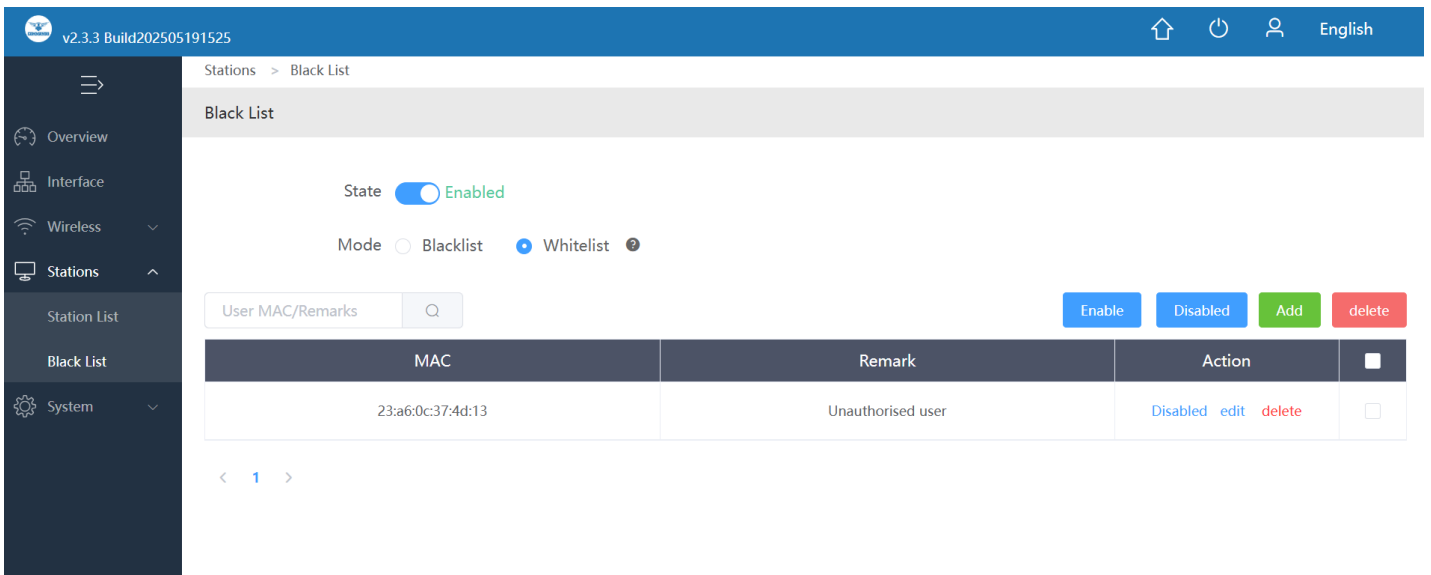 v2.3.3 Build202505191525
English
Stations > Black List
Black List
Overview
Interface
Wireless
Stations
Station List
Black List
System
State Enabled
Mode Blacklist Whitelist
User MAC/Remarks
Enable Disabled Add delete
MAC Remark Action
23:a6:0c:37:4d:13 Unauthorised user Disabled edit delete
< 1 >